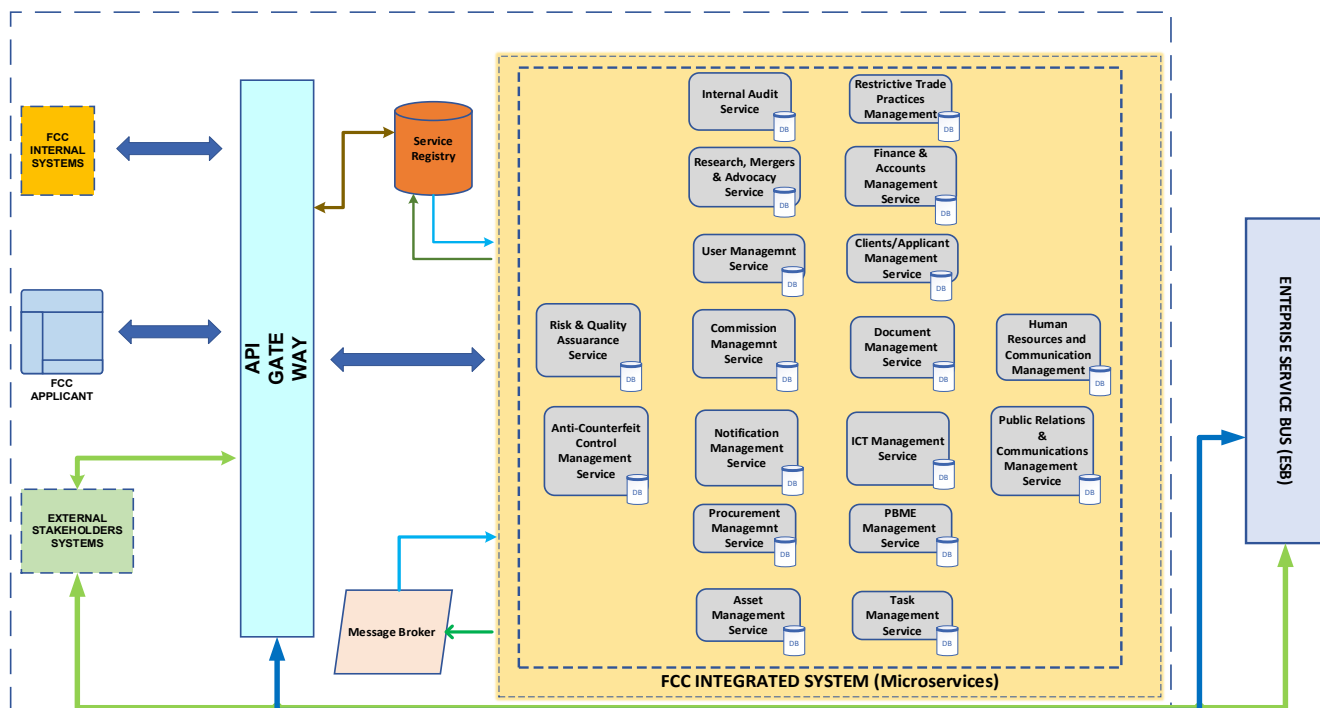 FCC
INTERNAL
SYSTEMS
FCC
APPLICANT
EXTERNAL
STAKEHOLDERS
SYSTEMS
API
GATE
WAY
Service
Registry
Message Broker
Internal Audit
Service
DB
Restrictive Trade
Practices
Management
DB
Research, Mergers
& Advocacy
Service
DB
Finance &
Accounts
Management
Service
DB
User Managemnt
Service
DB
Clients/Applicant
Management
Service
DB
Risk & Quality
Assuarance
Service
DB
Commission
Managemnt
Service
DB
Document
Management
Service
DB
Human
Resources and
Communication
Management
DB
Anti-Counterfeit
Control
Management
Service
DB
Notification
Management
Service
DB
ICT Management
Service
DB
Public Relations
&
Communications
Management
Service
DB
Procurement
Managemnt
Service
DB
PBME
Management
Service
DB
Asset
Management
Service
DB
Task
Management
Service
DB
FCC INTEGRATED SYSTEM (Microservices)
ENTEPRISE SERVICE BUS (ESB)